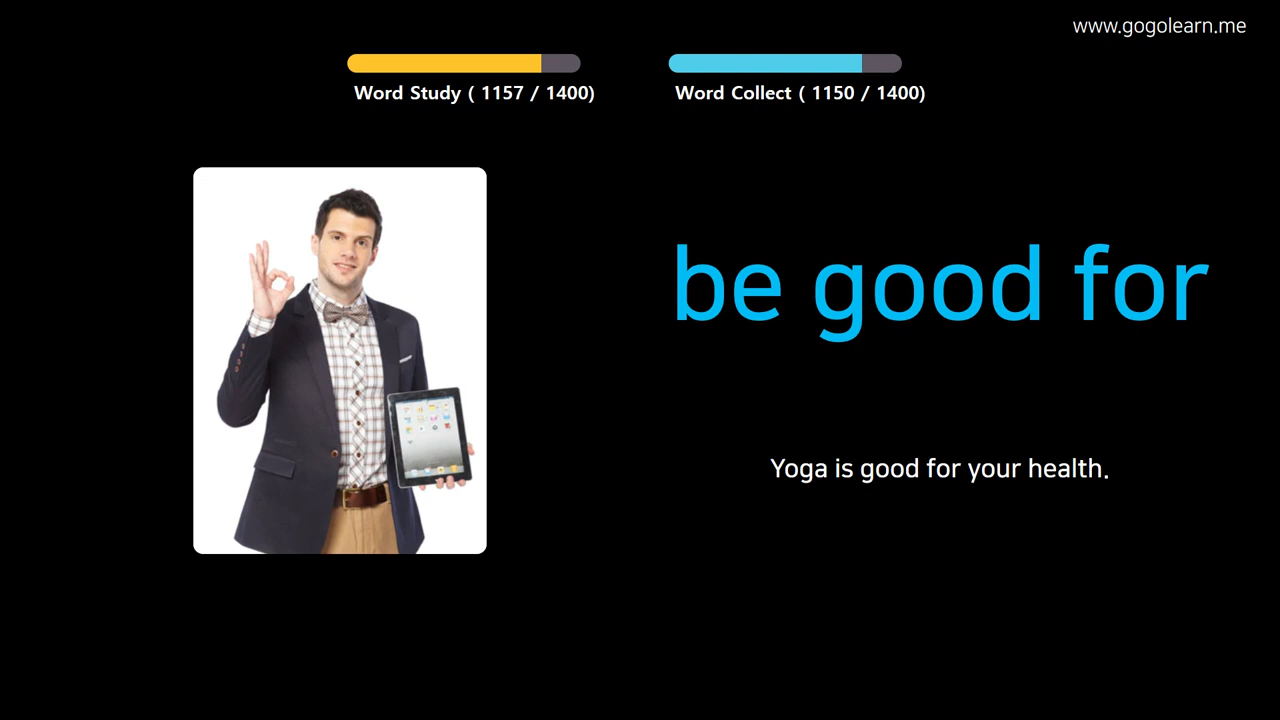 www.gogolearn.me
Word Study ( 1157 / 1400)
Word Collect ( 1150 / 1400)
be good for
Yoga is good for your health.